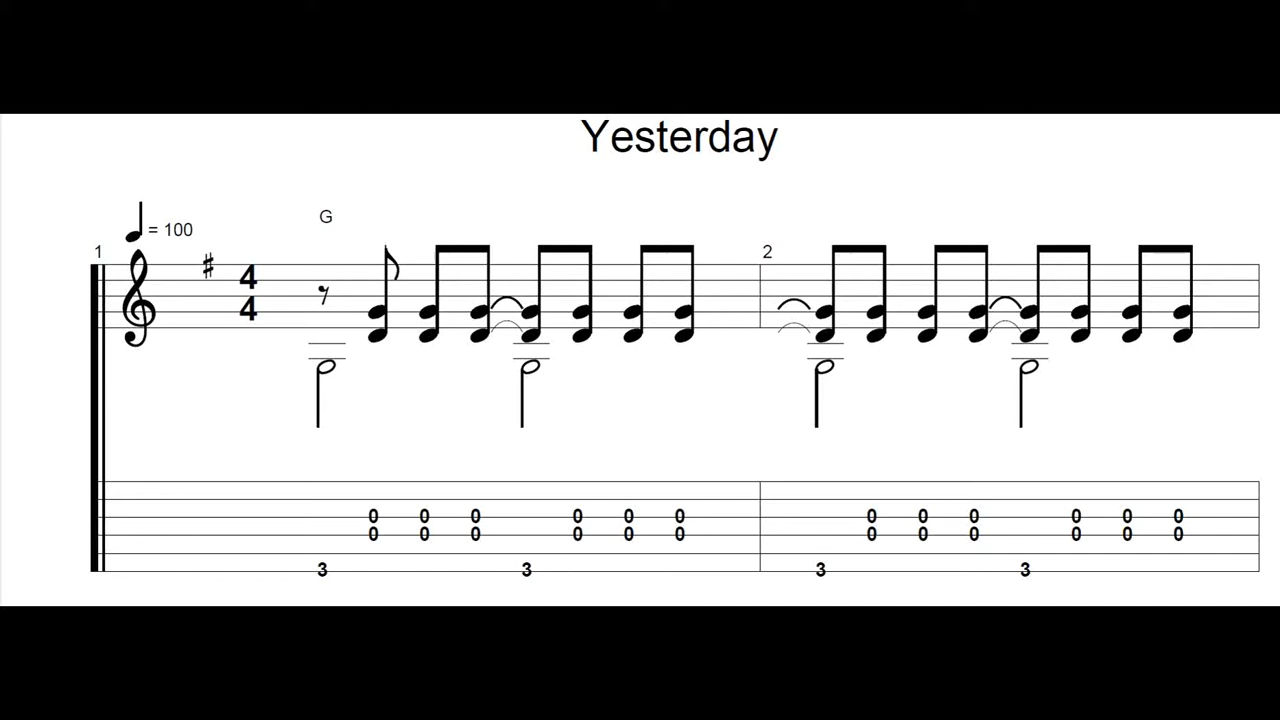 Yesterday
G
= 100
1 2
4
4
0 0 0 0 0 0 0 0 0 0 0 0
0 0 0 0 0 0 0 0 0 0 0 0
3 3 3 3